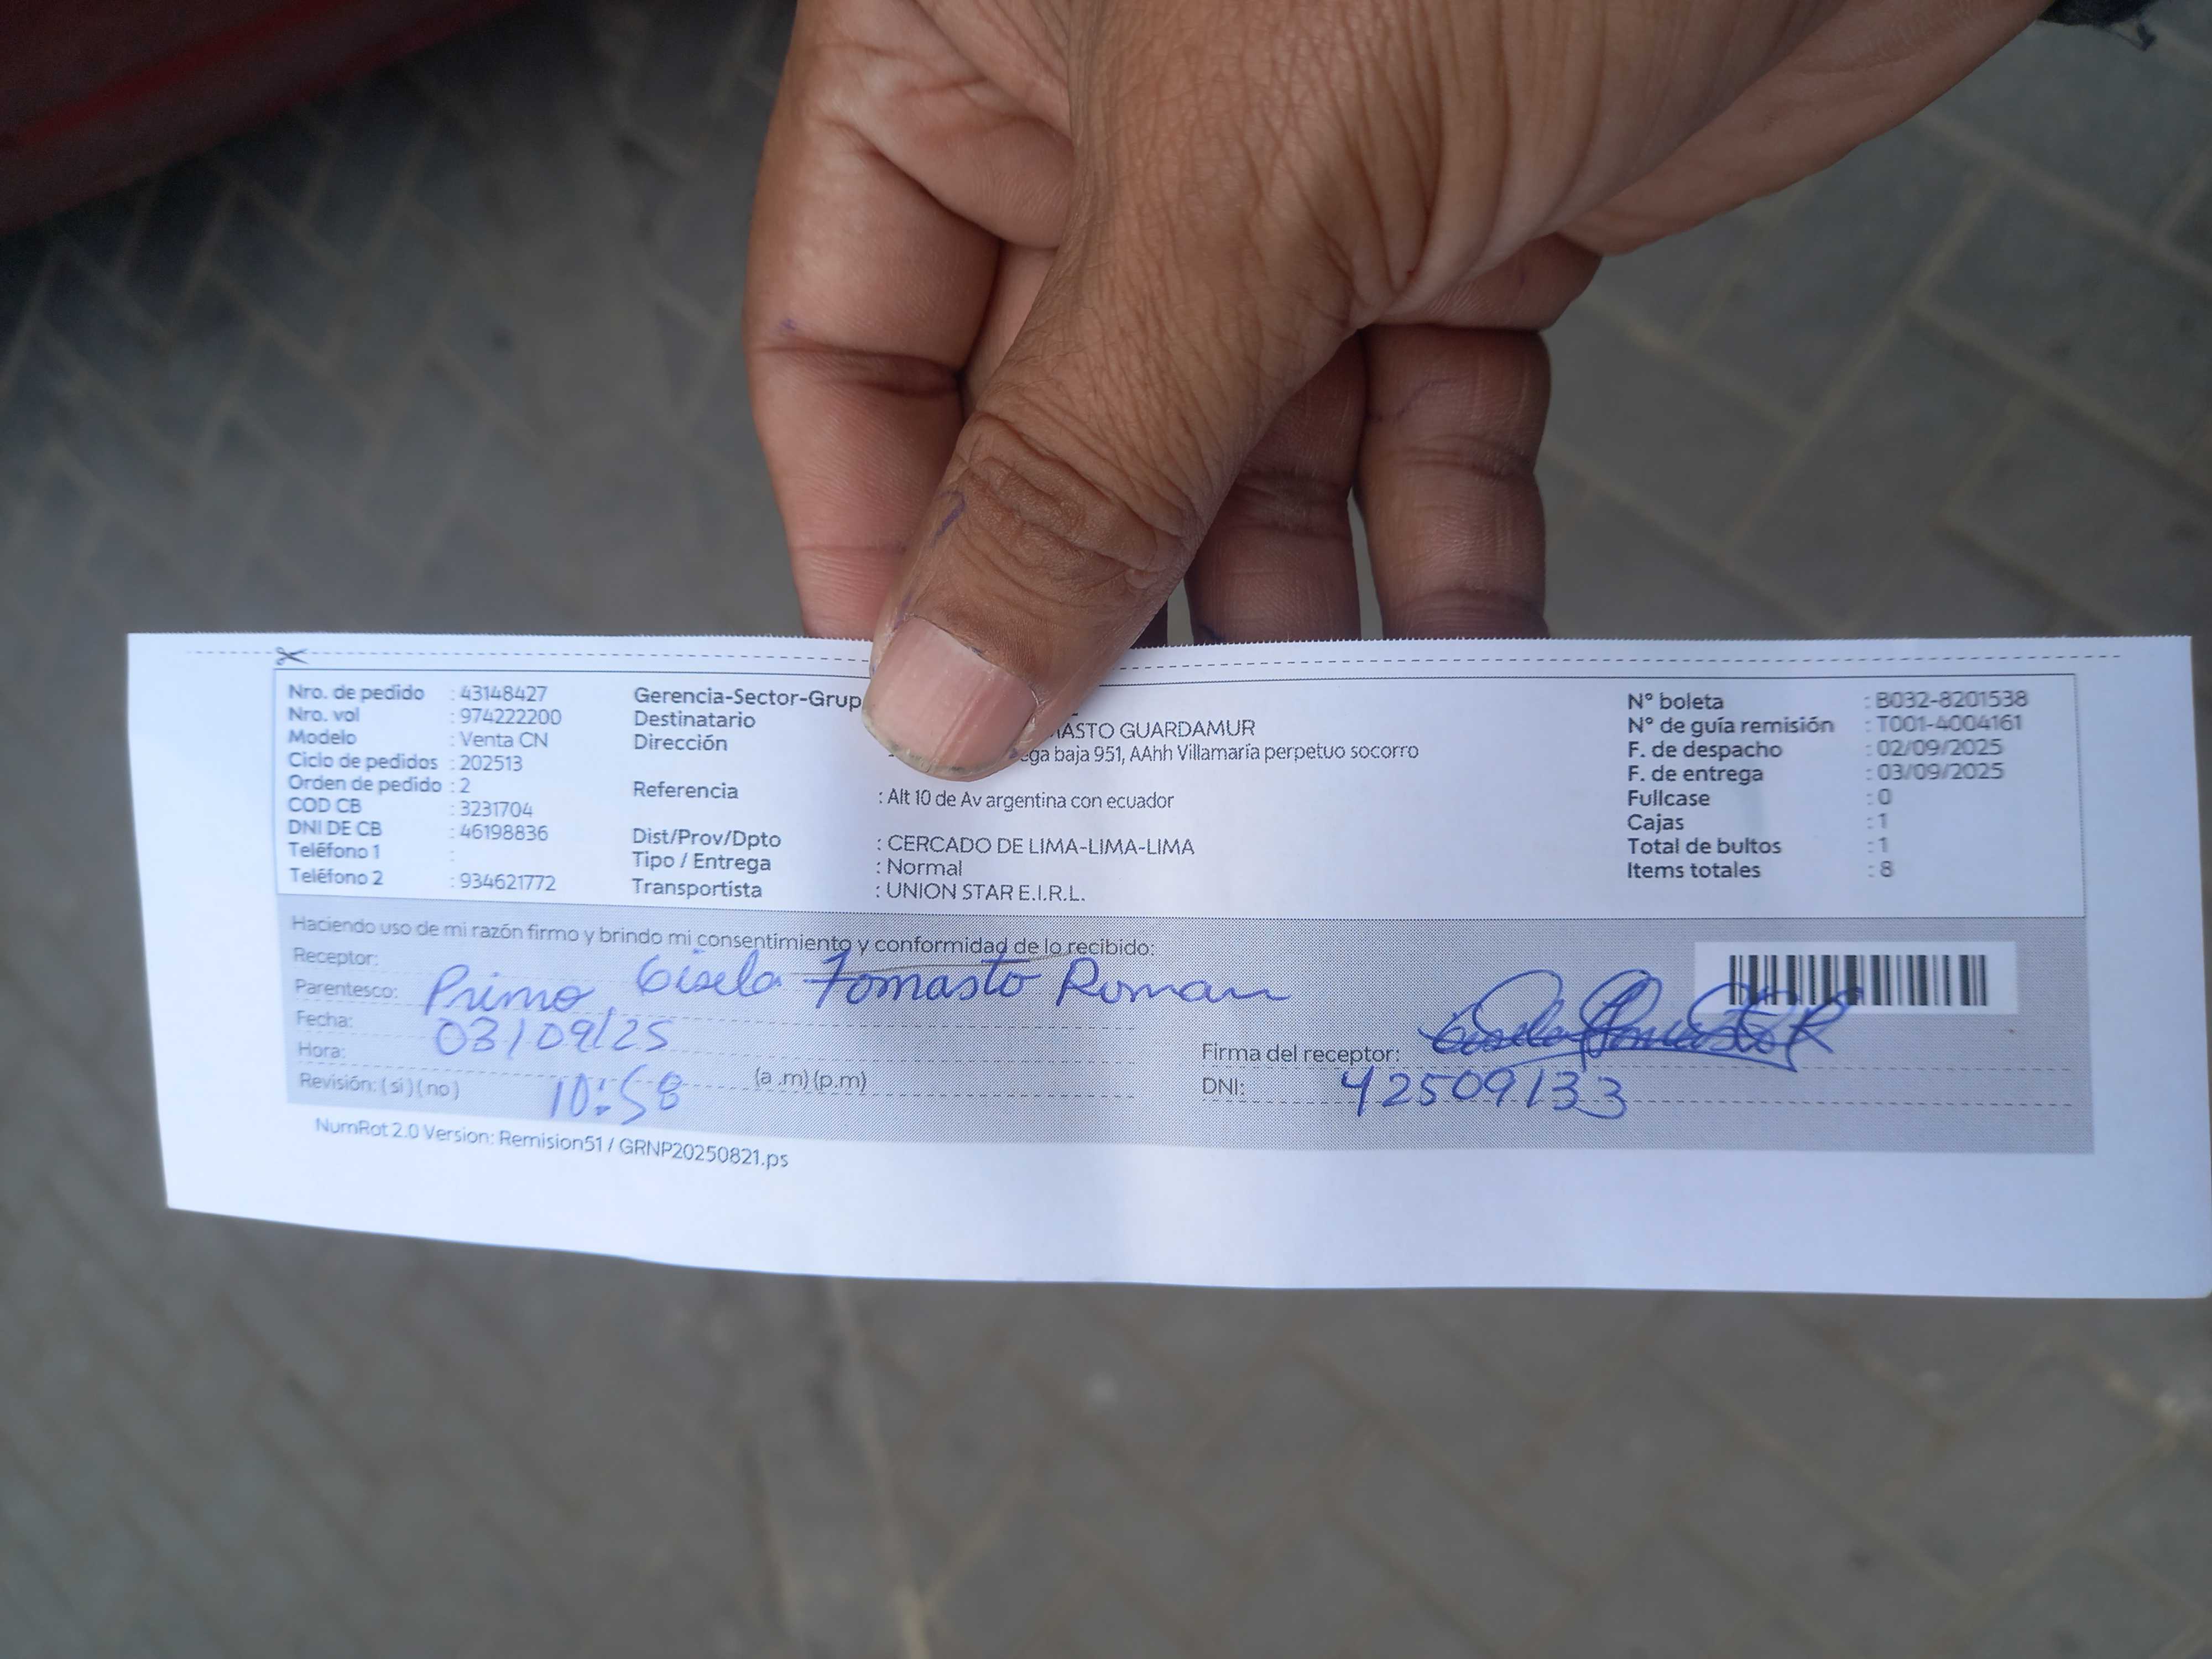 Nro. de pedido : 43148427
Nro. vol : 974222200
Modelo : Venta CN
Ciclo de pedidos : 202513
Orden de pedido : 2
COD CB : 3231704
DNI DE CB : 46198836
Teléfono 1 :
Teléfono 2 : 934621772
Gerencia-Sector-Grup
Destinatario GUARDAMUR
Dirección baja 951, AAhh Villamaría perpetuo socorro
Referencia : Alt 10 de Av argentina con ecuador
Dist/Prov/Dpto : CERCADO DE LIMA-LIMA-LIMA
Tipo / Entrega : Normal
Transportista : UNION STAR E.I.R.L.
Nº boleta : B032-8201538
Nº de guía remisión : T001-4004161
F. de despacho : 02/09/2025
F. de entrega : 03/09/2025
Fullcase : 0
Cajas : 1
Total de bultos : 1
Items totales : 8
Haciendo uso de mi razón firmo y brindo mi consentimiento y conformidad de lo recibido:
Receptor: Gisela Tomasto Roman
Parentesco: Primo
Fecha: 03/09/25
Hora: 10:58 (a .m) (p.m)
Revisión: ( si ) ( no )
Firma del receptor:
DNI: 42509133
NumRot 2.0 Version: Remision51 / GRNP20250821.ps